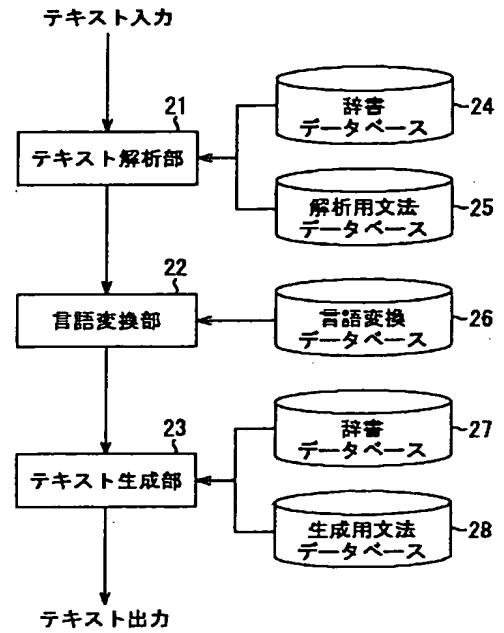 テキスト入力
21
テキスト解析部
辞書
データベース
24
解析用文法
データベース
25
22
言語変換部
言語変換
データベース
26
23
テキスト生成部
辞書
データベース
27
生成用文法
データベース
28
テキスト出力